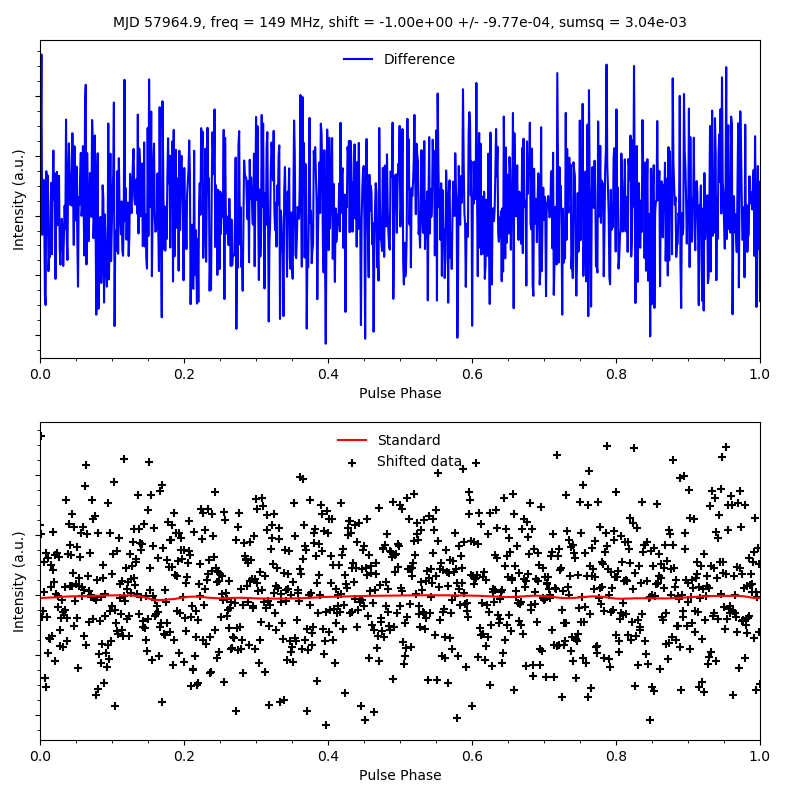 MJD 57964.9, freq = 149 MHz, shift = -1.00e+00 +/- -9.77e-04, sumsq = 3.04e-03
Difference
Intensity (a.u.)
0.0 0.2 0.4 0.6 0.8 1.0
Pulse Phase
Standard
Shifted data
Intensity (a.u.)
0.0 0.2 0.4 0.6 0.8 1.0
Pulse Phase